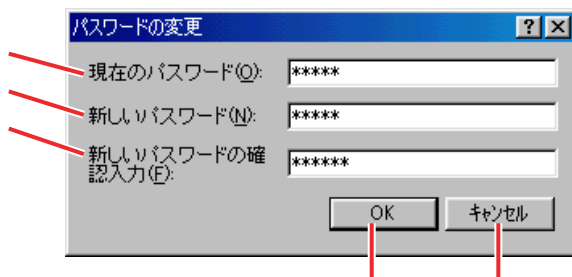 パスワードの変更
現在のパスワード(O): *****
新しいパスワード(N): *****
新しいパスワードの確
認入力(F): ******
OK キャンセル